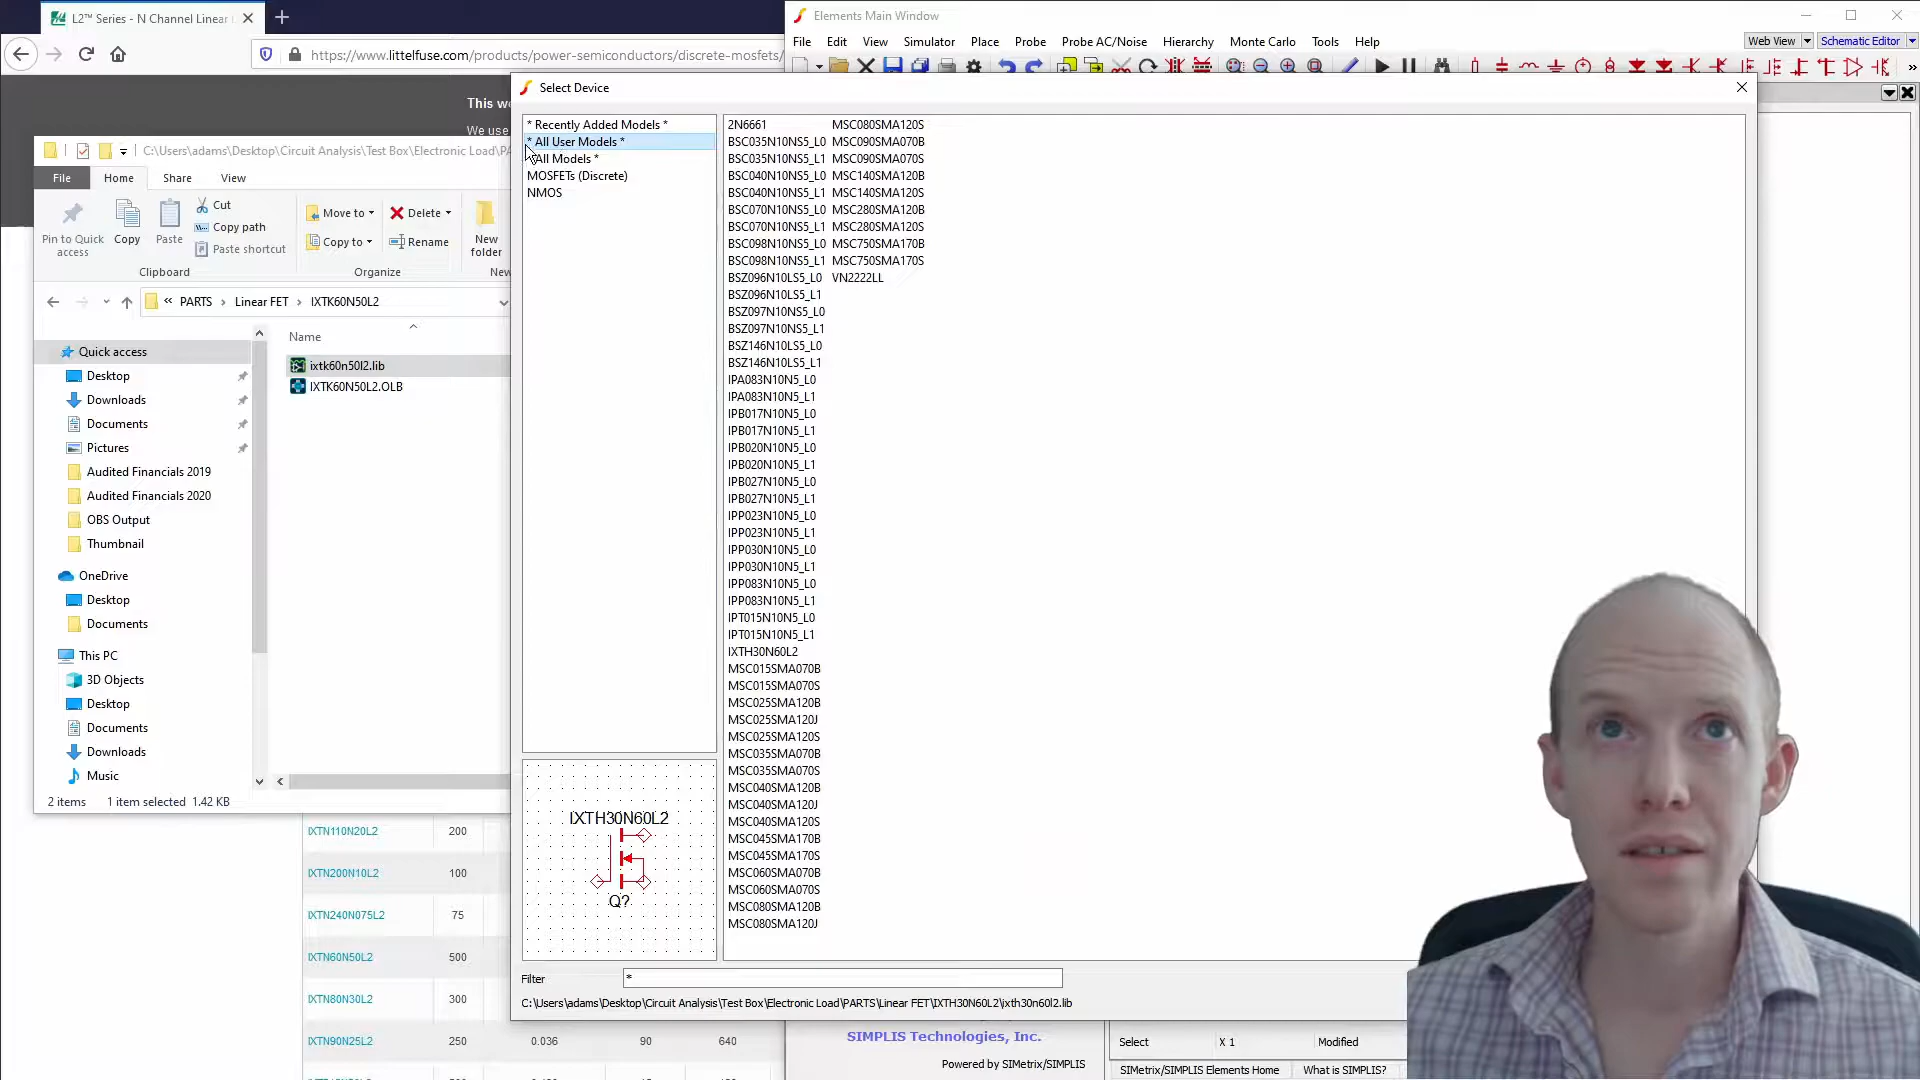 L2™ Series - N Channel Linear
https://www.littelfuse.com/products/power-semiconductors/discrete-mosfets/
This w
We use
Elements Main Window
File Edit View Simulator Place Probe Probe AC/Noise Hierarchy Monte Carlo Tools Help
Web View
Schematic Editor
C:\Users\adams\Desktop\Circuit Analysis\Test Box\Electronic Load\PA
File Home Share View
Pin to Quick access
Copy
Paste
Cut
Copy path
Paste shortcut
Move to
Copy to
Delete
Rename
New folder
Clipboard
Organize
New
« PARTS › Linear FET › IXTK60N50L2
Name
ixtk60n50l2.lib
IXTK60N50L2.OLB
Quick access
Desktop
Downloads
Documents
Pictures
Audited Financials 2019
Audited Financials 2020
OBS Output
Thumbnail
OneDrive
Desktop
Documents
This PC
3D Objects
Desktop
Documents
Downloads
Music
2 items 1 item selected 1.42 KB
IXTN110N20L2 200
IXTN200N10L2 100
IXTN240N075L2 75
IXTN60N50L2 500
IXTN80N30L2 300
IXTN90N25L2 250 0.036 90 640
Select Device
* Recently Added Models *
* All User Models *
All Models *
MOSFETs (Discrete)
NMOS
2N6661
BSC035N10NS5_L0
BSC035N10NS5_L1
BSC040N10NS5_L0
BSC040N10NS5_L1
BSC070N10NS5_L0
BSC070N10NS5_L1
BSC098N10NS5_L0
BSC098N10NS5_L1
BSZ096N10LS5_L0
BSZ096N10LS5_L1
BSZ097N10NS5_L0
BSZ097N10NS5_L1
BSZ146N10LS5_L0
BSZ146N10LS5_L1
IPA083N10N5_L0
IPA083N10N5_L1
IPB017N10N5_L0
IPB017N10N5_L1
IPB020N10N5_L0
IPB020N10N5_L1
IPB027N10N5_L0
IPB027N10N5_L1
IPP023N10N5_L0
IPP023N10N5_L1
IPP030N10N5_L0
IPP030N10N5_L1
IPP083N10N5_L0
IPP083N10N5_L1
IPT015N10N5_L0
IPT015N10N5_L1
IXTH30N60L2
MSC015SMA070B
MSC015SMA070S
MSC025SMA120B
MSC025SMA120J
MSC025SMA120S
MSC035SMA070B
MSC035SMA070S
MSC040SMA120B
MSC040SMA120J
MSC040SMA120S
MSC045SMA170B
MSC045SMA170S
MSC060SMA070B
MSC060SMA070S
MSC080SMA120B
MSC080SMA120J
MSC080SMA120S
MSC090SMA070B
MSC090SMA070S
MSC140SMA120B
MSC140SMA120S
MSC280SMA120B
MSC280SMA120S
MSC750SMA170B
MSC750SMA170S
VN2222LL
IXTH30N60L2
Q?
Filter *
C:\Users\adams\Desktop\Circuit Analysis\Test Box\Electronic Load\PARTS\Linear FET\IXTH30N60L2\ixth30n60l2.lib
SIMPLIS Technologies, Inc.
Powered by SIMetrix/SIMPLIS
Select X 1 Modified
SIMetrix/SIMPLIS Elements Home What is SIMPLIS?